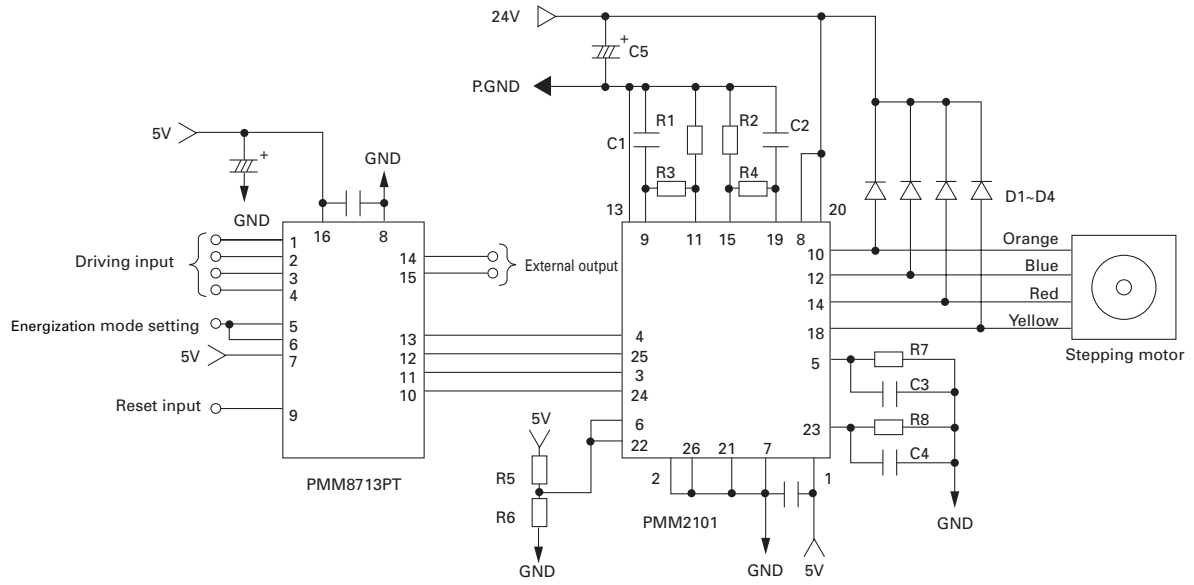 24V
C5
+
P.GND
5V
+
GND
GND
C1
R1
R2
C2
R3
R4
13
20
D1~D4
16
8
9
11
15
19
8
Driving input
1
2
3
4
14
15
External output
10
12
14
18
Orange
Blue
Red
Yellow
Stepping motor
Energization mode setting
5
6
5V
7
13
12
11
10
4
25
3
24
5
R7
C3
Reset input
9
6
22
23
R8
C4
5V
R5
R6
GND
PMM8713PT
26
21
7
2
1
PMM2101
GND
5V
GND